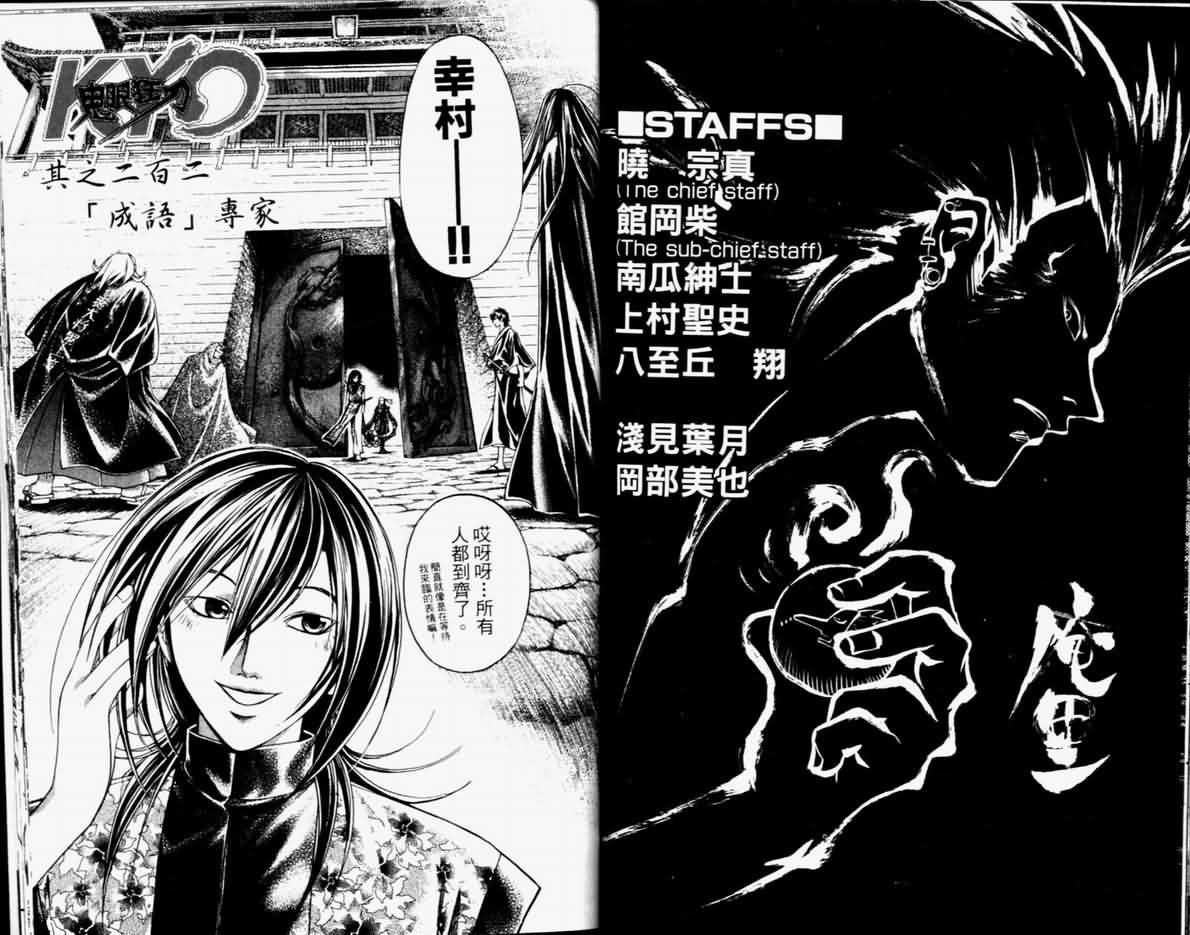 ■STAFFS■
曉 宗真
(The chief staff)
館岡柴
(The sub-chief staff)
南瓜紳士
上村聖史
八至丘 翔
淺見葉月
岡部美也
俺里
KYO
鬼眼狂刀
其之二百二
「成語」專家
幸村——!!
哎呀呀…所有
人都到齊了。
簡直就像是在等待
我來臨的表情嘛!